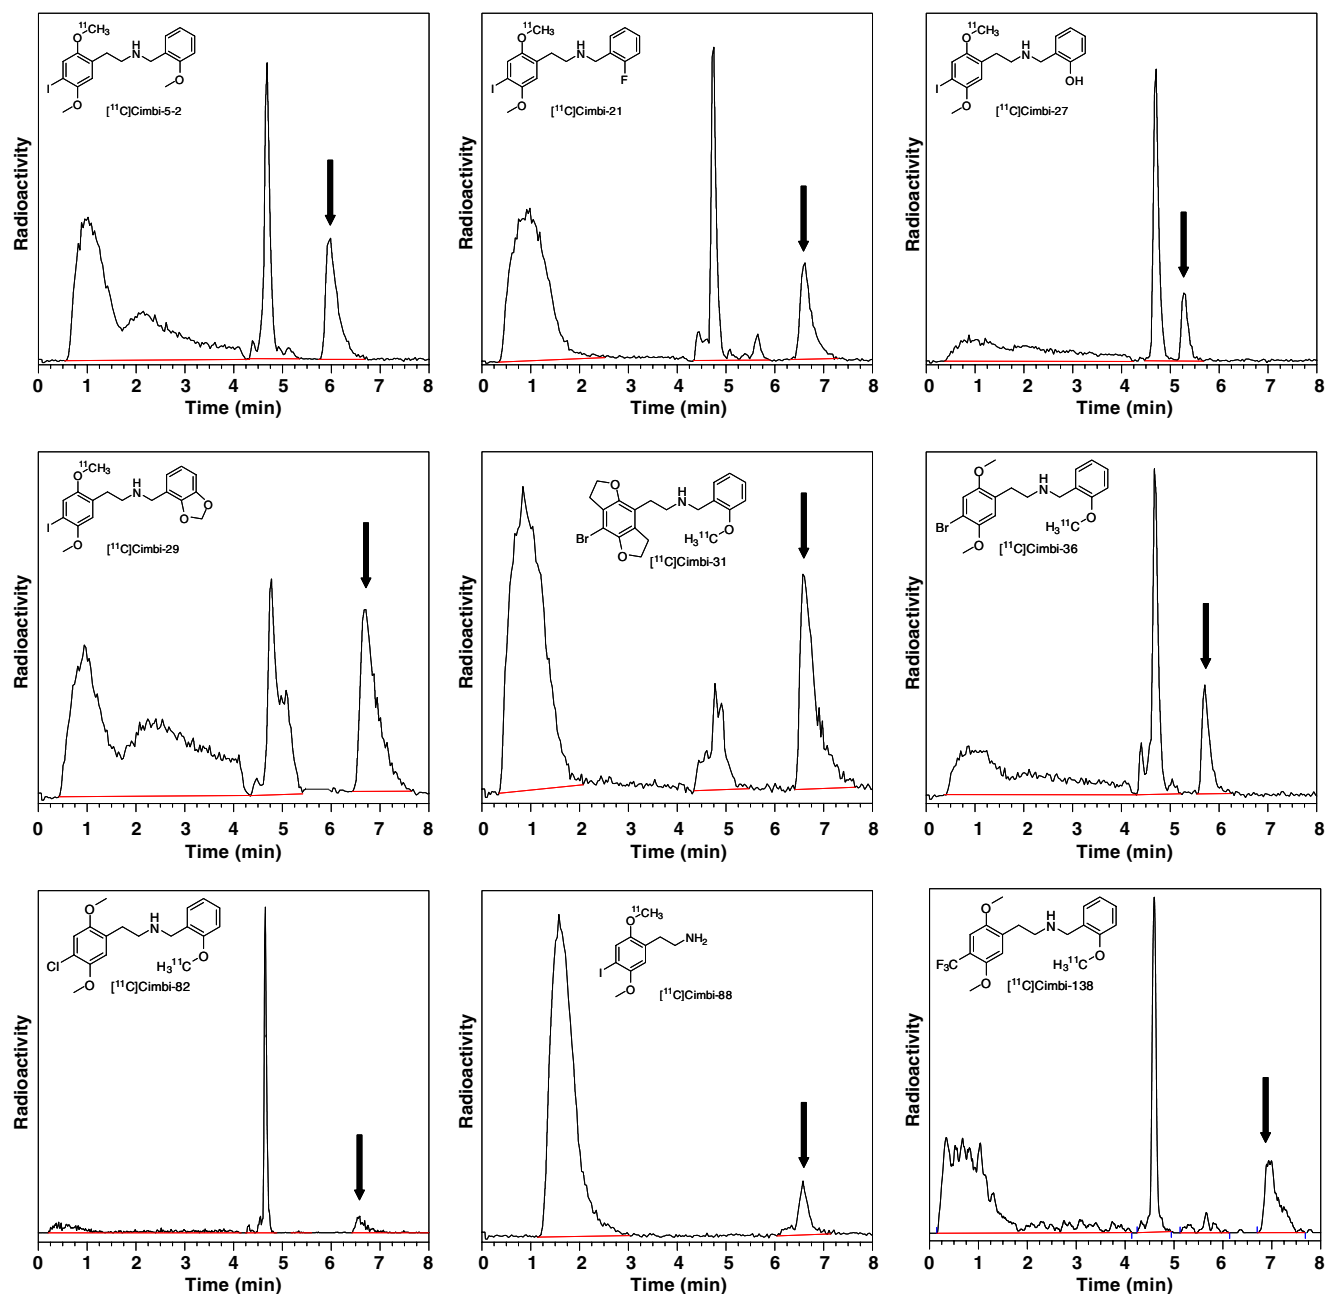 ¹¹CH₃
O
H
N
I
O
O
[¹¹C]Cimbi-5-2
Radioactivity
0 1 2 3 4 5 6 7 8
Time (min)
¹¹CH₃
O
H
N
I
F
O
[¹¹C]Cimbi-21
Radioactivity
0 1 2 3 4 5 6 7 8
Time (min)
¹¹CH₃
O
H
N
I
OH
O
[¹¹C]Cimbi-27
Radioactivity
0 1 2 3 4 5 6 7 8
Time (min)
¹¹CH₃
O
H
N
I
O
O
O
[¹¹C]Cimbi-29
Radioactivity
0 1 2 3 4 5 6 7 8
Time (min)
O
H
N
Br
O
H₃¹¹C
O
[¹¹C]Cimbi-31
Radioactivity
0 1 2 3 4 5 6 7 8
Time (min)
O
H
N
Br
O
H₃¹¹C
O
[¹¹C]Cimbi-36
Radioactivity
0 1 2 3 4 5 6 7 8
Time (min)
O
H
N
Cl
O
H₃¹¹C
O
[¹¹C]Cimbi-82
Radioactivity
0 1 2 3 4 5 6 7 8
Time (min)
¹¹CH₃
O
NH₂
I
O
[¹¹C]Cimbi-88
Radioactivity
0 1 2 3 4 5 6 7 8
Time (min)
O
H
N
F₃C
O
H₃¹¹C
O
[¹¹C]Cimbi-138
Radioactivity
0 1 2 3 4 5 6 7 8
Time (min)